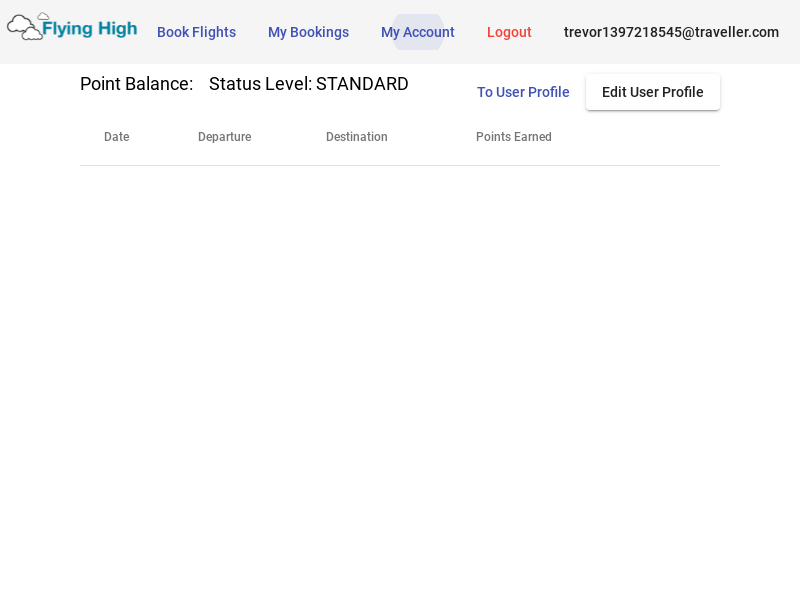 Flying High
Book Flights My Bookings My Account Logout trevor1397218545@traveller.com
Point Balance: Status Level: STANDARD
To User Profile Edit User Profile
Date Departure Destination Points Earned